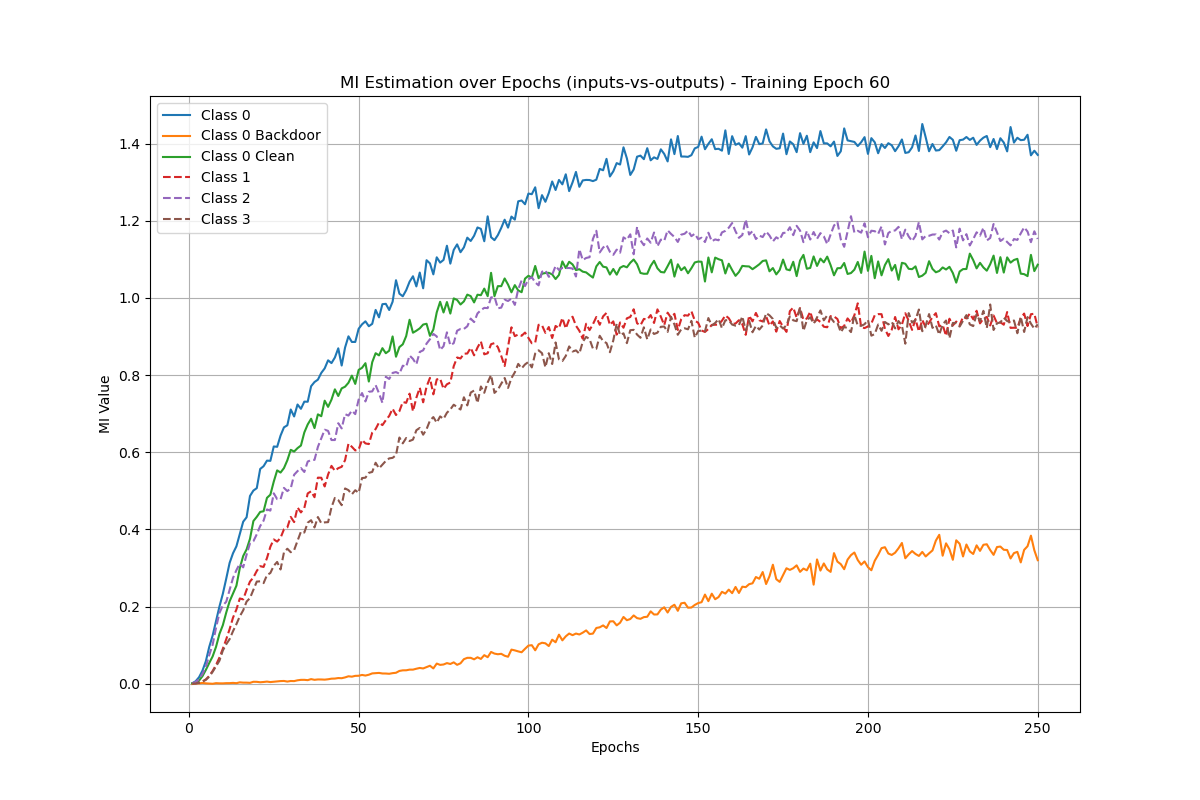 MI Estimation over Epochs (inputs-vs-outputs) - Training Epoch 60
Class 0
Class 0 Backdoor
Class 0 Clean
Class 1
Class 2
Class 3
MI Value
1.4
1.2
1.0
0.8
0.6
0.4
0.2
0.0
0 50 100 150 200 250
Epochs